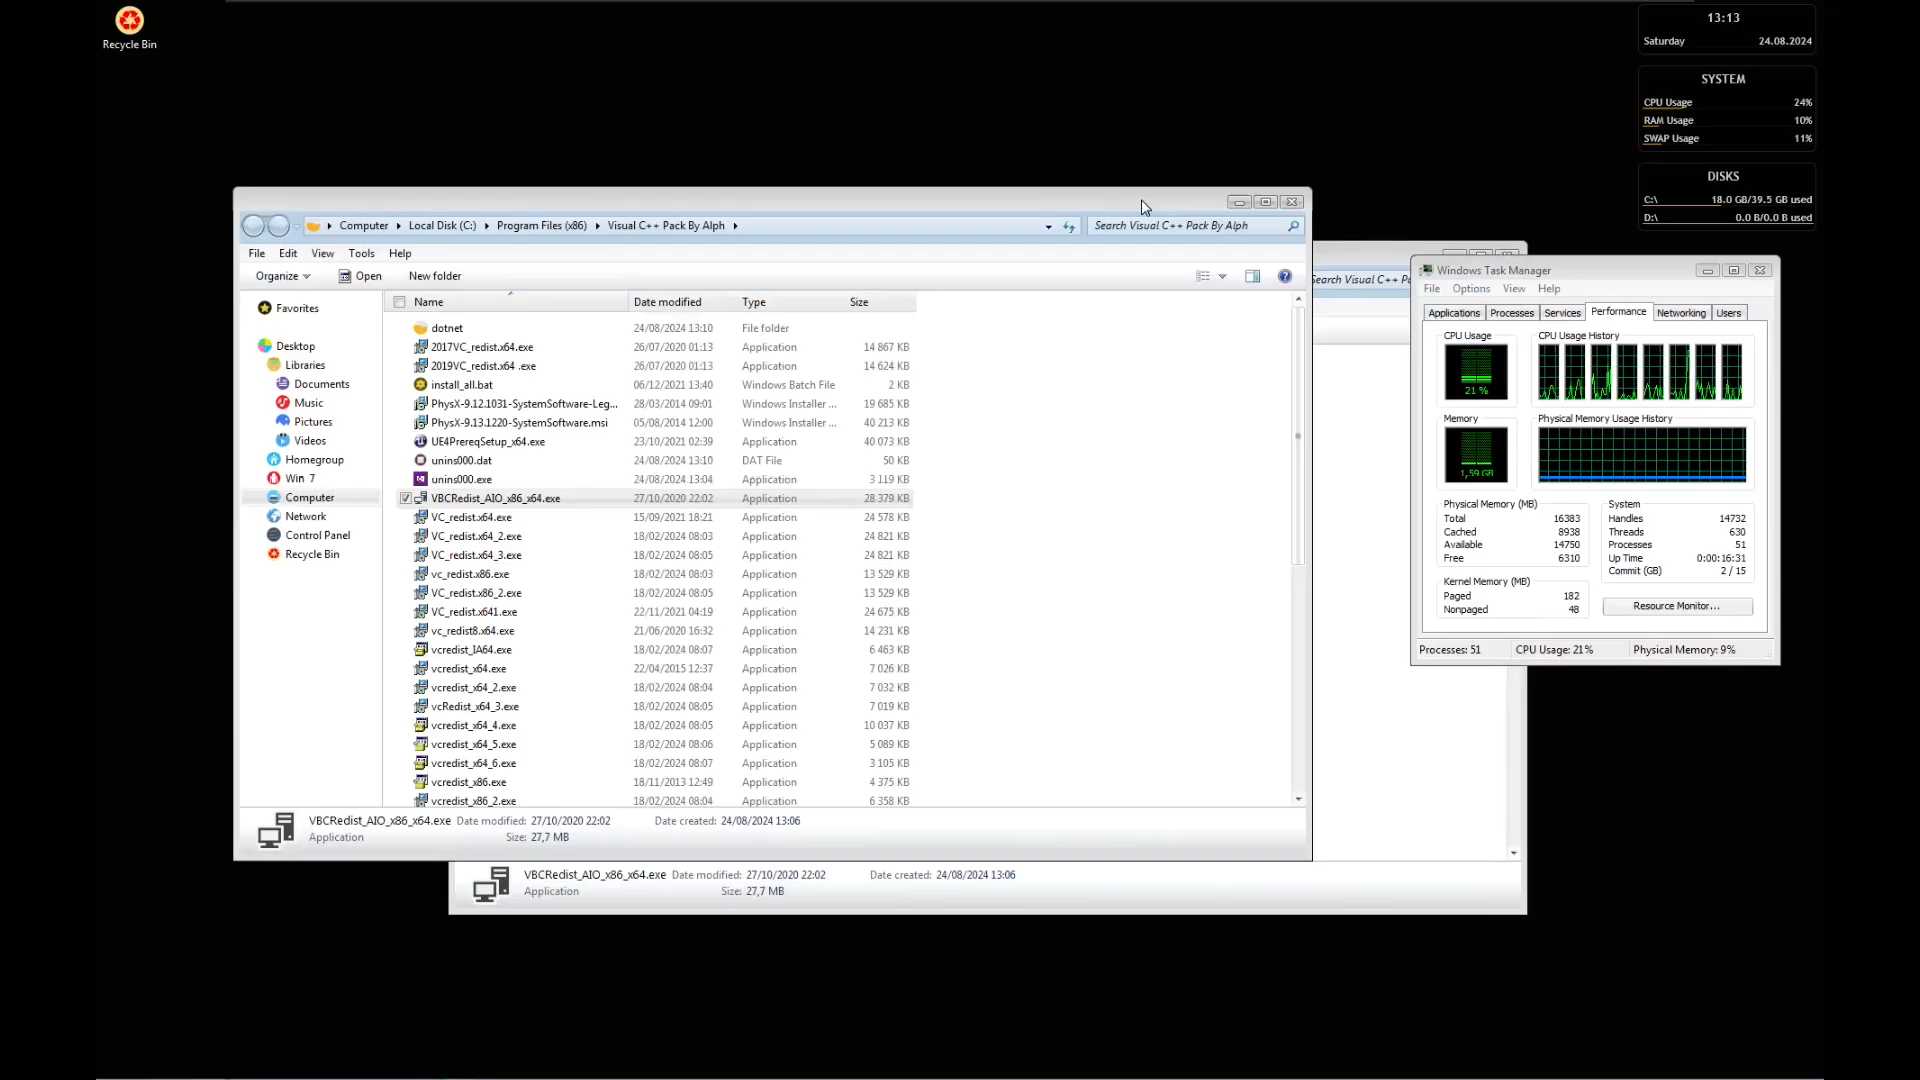 Recycle Bin
13:13
Saturday 24.08.2024
SYSTEM
CPU Usage 24%
RAM Usage 10%
SWAP Usage 11%
DISKS
C:\ 18.0 GB/39.5 GB used
D:\ 0.0 B/0.0 B used
Computer Local Disk (C:) Program Files (x86) Visual C++ Pack By Alph
Search Visual C++ Pack By Alph
File Edit View Tools Help
Organize Open New folder
Favorites
Desktop
Libraries
Documents
Music
Pictures
Videos
Homegroup
Win 7
Computer
Network
Control Panel
Recycle Bin
Name Date modified Type Size
dotnet 24/08/2024 13:10 File folder
2017VC_redist.x64.exe 26/07/2020 01:13 Application 14 867 KB
2019VC_redist.x64 .exe 26/07/2020 01:13 Application 14 624 KB
install_all.bat 06/12/2021 13:40 Windows Batch File 2 KB
PhysX-9.12.1031-SystemSoftware-Leg... 28/03/2014 09:01 Windows Installer ... 19 685 KB
PhysX-9.13.1220-SystemSoftware.msi 05/08/2014 12:00 Windows Installer ... 40 213 KB
UE4PrereqSetup_x64.exe 23/10/2021 02:39 Application 40 073 KB
unins000.dat 24/08/2024 13:10 DAT File 50 KB
unins000.exe 24/08/2024 13:04 Application 3 119 KB
VBCRedist_AIO_x86_x64.exe 27/10/2020 22:02 Application 28 379 KB
VC_redist.x64.exe 15/09/2021 18:21 Application 24 578 KB
VC_redist.x64_2.exe 18/02/2024 08:03 Application 24 821 KB
VC_redist.x64_3.exe 18/02/2024 08:05 Application 24 821 KB
vc_redist.x86.exe 18/02/2024 08:03 Application 13 529 KB
VC_redist.x86_2.exe 18/02/2024 08:05 Application 13 529 KB
VC_redist.x641.exe 22/11/2021 04:19 Application 24 675 KB
vc_redist8.x64.exe 21/06/2020 16:32 Application 14 231 KB
vcredist_IA64.exe 18/02/2024 08:07 Application 6 463 KB
vcredist_x64.exe 22/04/2015 12:37 Application 7 026 KB
vcredist_x64_2.exe 18/02/2024 08:04 Application 7 032 KB
vcRedist_x64_3.exe 18/02/2024 08:05 Application 7 019 KB
vcredist_x64_4.exe 18/02/2024 08:05 Application 10 037 KB
vcredist_x64_5.exe 18/02/2024 08:06 Application 5 089 KB
vcredist_x64_6.exe 18/02/2024 08:07 Application 3 105 KB
vcredist_x86.exe 18/11/2013 12:49 Application 4 375 KB
vcredist_x86_2.exe 18/02/2024 08:04 Application 6 358 KB
VBCRedist_AIO_x86_x64.exe Date modified: 27/10/2020 22:02 Date created: 24/08/2024 13:06
Application Size: 27,7 MB
Search Visual C++ Pa
VBCRedist_AIO_x86_x64.exe Date modified: 27/10/2020 22:02 Date created: 24/08/2024 13:06
Application Size: 27,7 MB
Windows Task Manager
File Options View Help
Applications Processes Services Performance Networking Users
CPU Usage CPU Usage History
21 %
Memory Physical Memory Usage History
1,59 GB
Physical Memory (MB)
Total 16383
Cached 8938
Available 14750
Free 6310
System
Handles 14732
Threads 630
Processes 51
Up Time 0:00:16:31
Commit (GB) 2 / 15
Kernel Memory (MB)
Paged 182
Nonpaged 48
Resource Monitor...
Processes: 51 CPU Usage: 21% Physical Memory: 9%